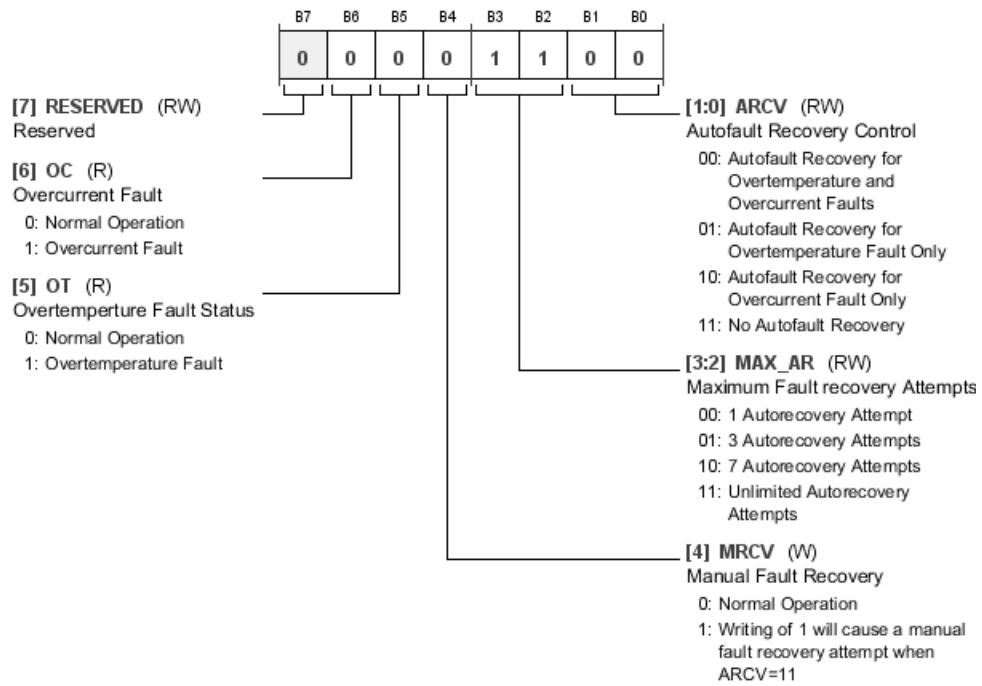 B7 B6 B5 B4 B3 B2 B1 B0
0 0 0 0 1 1 0 0
[7] RESERVED (RW)
Reserved
[6] OC (R)
Overcurrent Fault
0: Normal Operation
1: Overcurrent Fault
[5] OT (R)
Overtemperture Fault Status
0: Normal Operation
1: Overtemperature Fault
[1:0] ARCV (RW)
Autofault Recovery Control
00: Autofault Recovery for
Overtemperature and
Overcurrent Faults
01: Autofault Recovery for
Overtemperature Fault Only
10: Autofault Recovery for
Overcurrent Fault Only
11: No Autofault Recovery
[3:2] MAX_AR (RW)
Maximum Fault recovery Attempts
00: 1 Autorecovery Attempt
01: 3 Autorecovery Attempts
10: 7 Autorecovery Attempts
11: Unlimited Autorecovery
Attempts
[4] MRCV (W)
Manual Fault Recovery
0: Normal Operation
1: Writing of 1 will cause a manual
fault recovery attempt when
ARCV=11